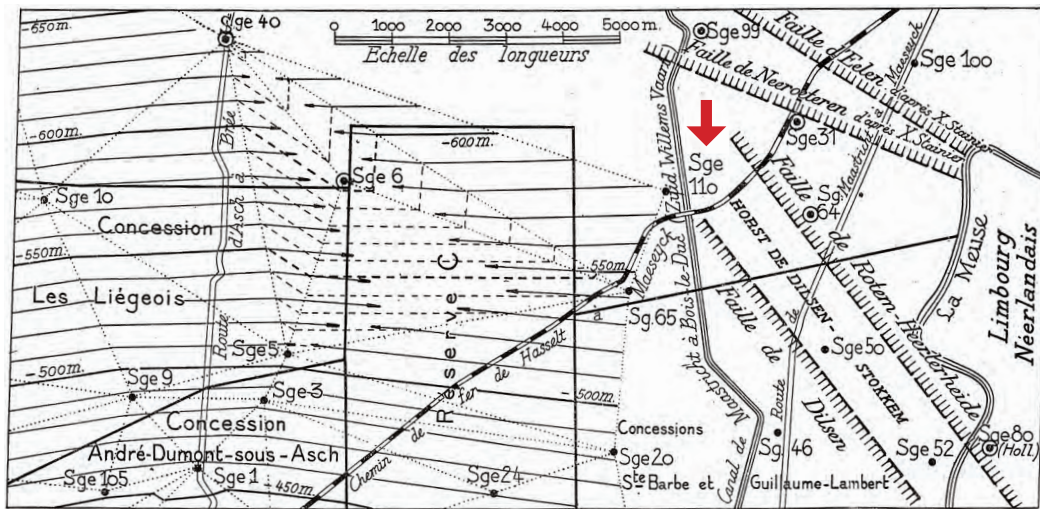 -650m.
Sge 40
0 1000 2000 3000 4000 5000 m.
Echelle des longueurs
Sge 99
Faille d'Eelen
d'après X. Stainier
Faille de Neeroeteren
d'après X. Stainier
Maeseyck
Sge 100
-600m.
Brée
-600m.
Zuid Willems Vaart
Sge
110
Sge 31
Sge 10
Sge 6
Faille de Rotem Heerterheide
Sg.
64
Maastricht
Concession
d'Asch à
HORST DE DILSEN-STOKKEM
La Meuse
Limbourg
Néerlandais
-550m.
Les Liégeois
Réserve C
-550m.
Maeseyck
à
Sg. 65
Maastricht à Bois-le-Duc
Canal de
Faille de Dilsen
Route de
Route
Sge 5
Chemin de Fer de Hasselt
Sge 50
-500m.
Sge 9
Sge 3
-500m.
Concession
André-Dumont-sous-Asch
Concessions
Ste Barbe et Guillaume-Lambert
Sge 20
Sg. 46
Sge 52
Sge 80
(Holl.)
Sge 105
Sge 1
-450m.
Sge 24